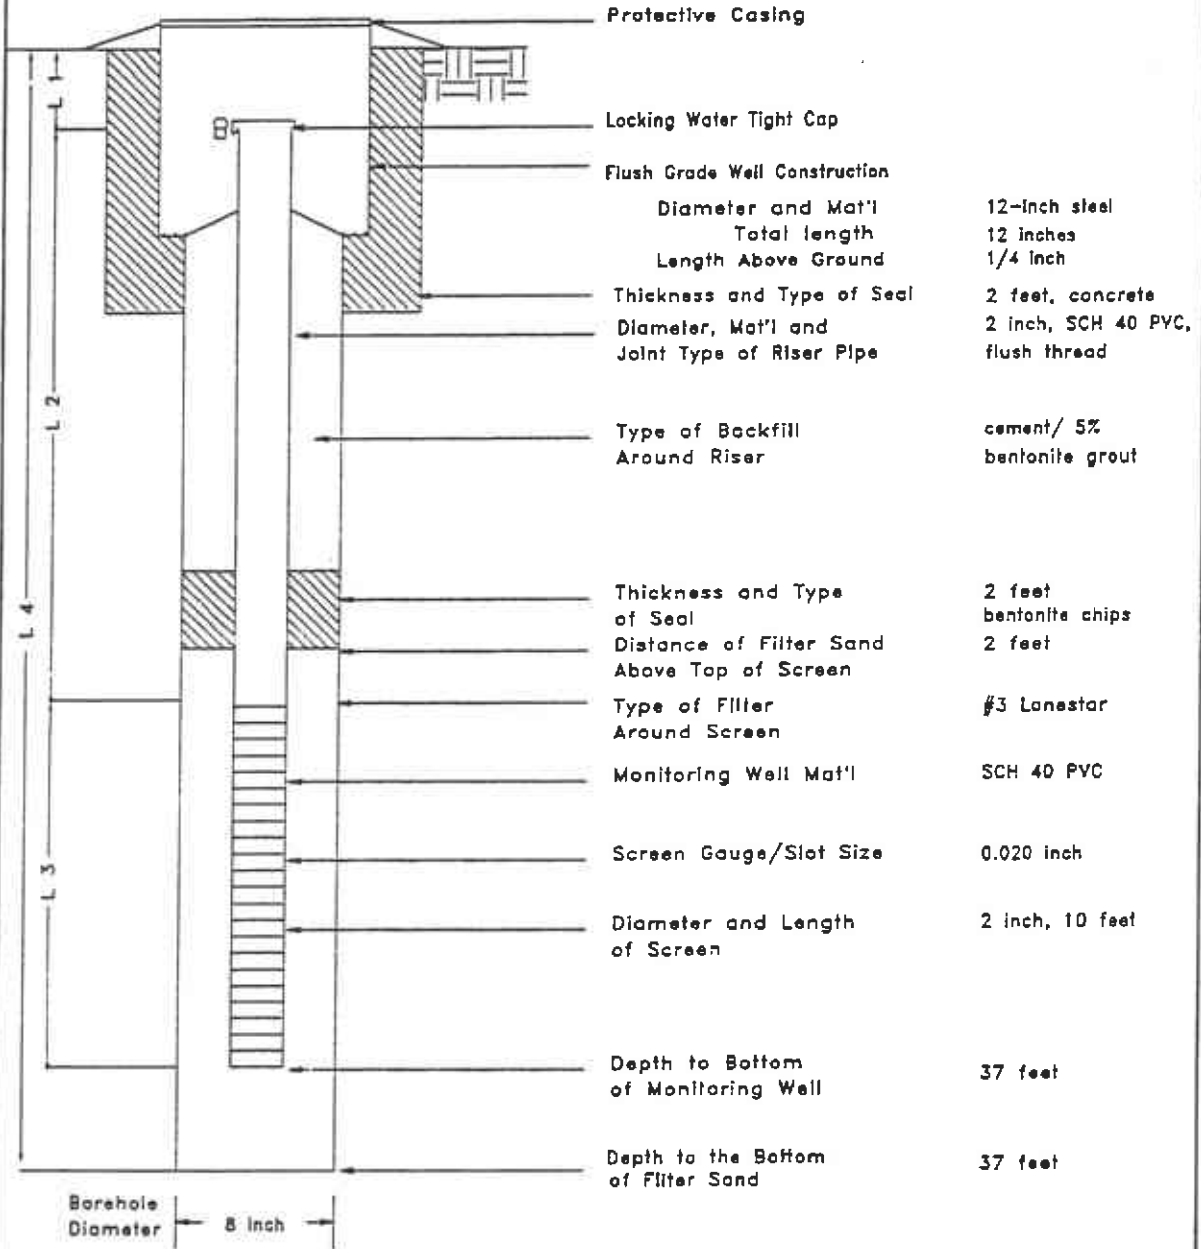 Protective Casing
L 1
Locking Water Tight Cap
Flush Grade Well Construction
Diameter and Mat'l 12-inch steel
Total length 12 inches
Length Above Ground 1/4 inch
Thickness and Type of Seal 2 feet, concrete
Diameter, Mat'l and 2 inch, SCH 40 PVC,
Joint Type of Riser Pipe flush thread
L 2
Type of Backfill cement/ 5%
Around Riser bentonite grout
Thickness and Type 2 feet
of Seal bentonite chips
L 4
Distance of Filter Sand 2 feet
Above Top of Screen
Type of Filter #3 Lonestar
Around Screen
Monitoring Well Mat'l SCH 40 PVC
Screen Gauge/Slot Size 0.020 inch
L 3
Diameter and Length 2 inch, 10 feet
of Screen
Depth to Bottom 37 feet
of Monitoring Well
Depth to the Bottom 37 feet
of Filter Sand
Borehole
Diameter 8 inch